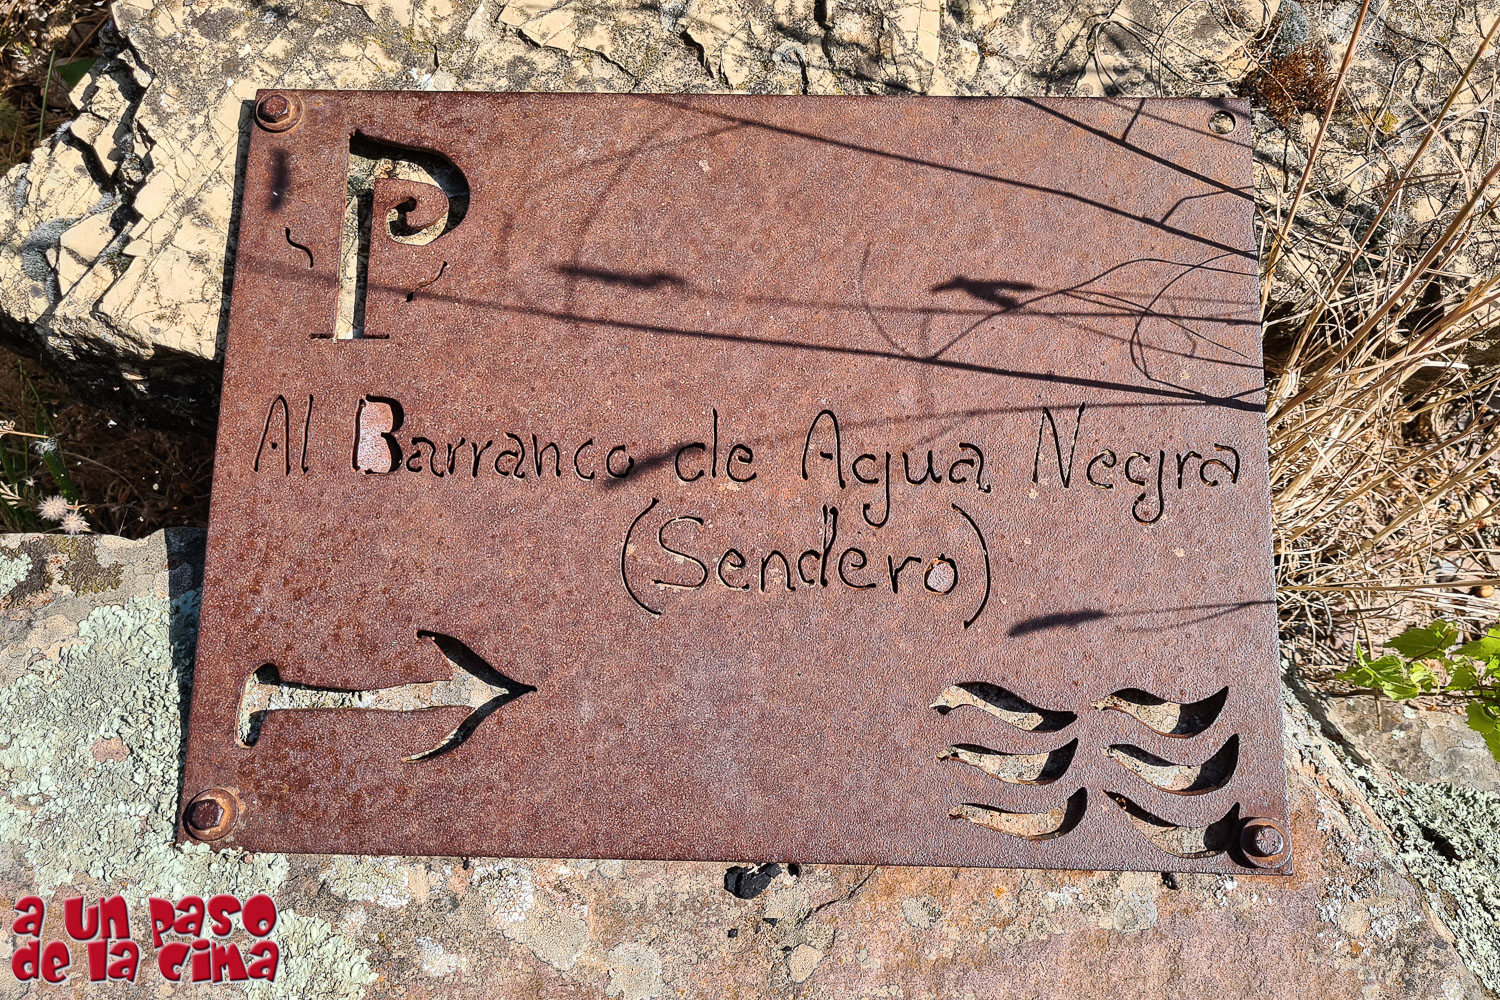 P
Al Barranco de Agua Negra
(Sendero)
a un paso
de la cima